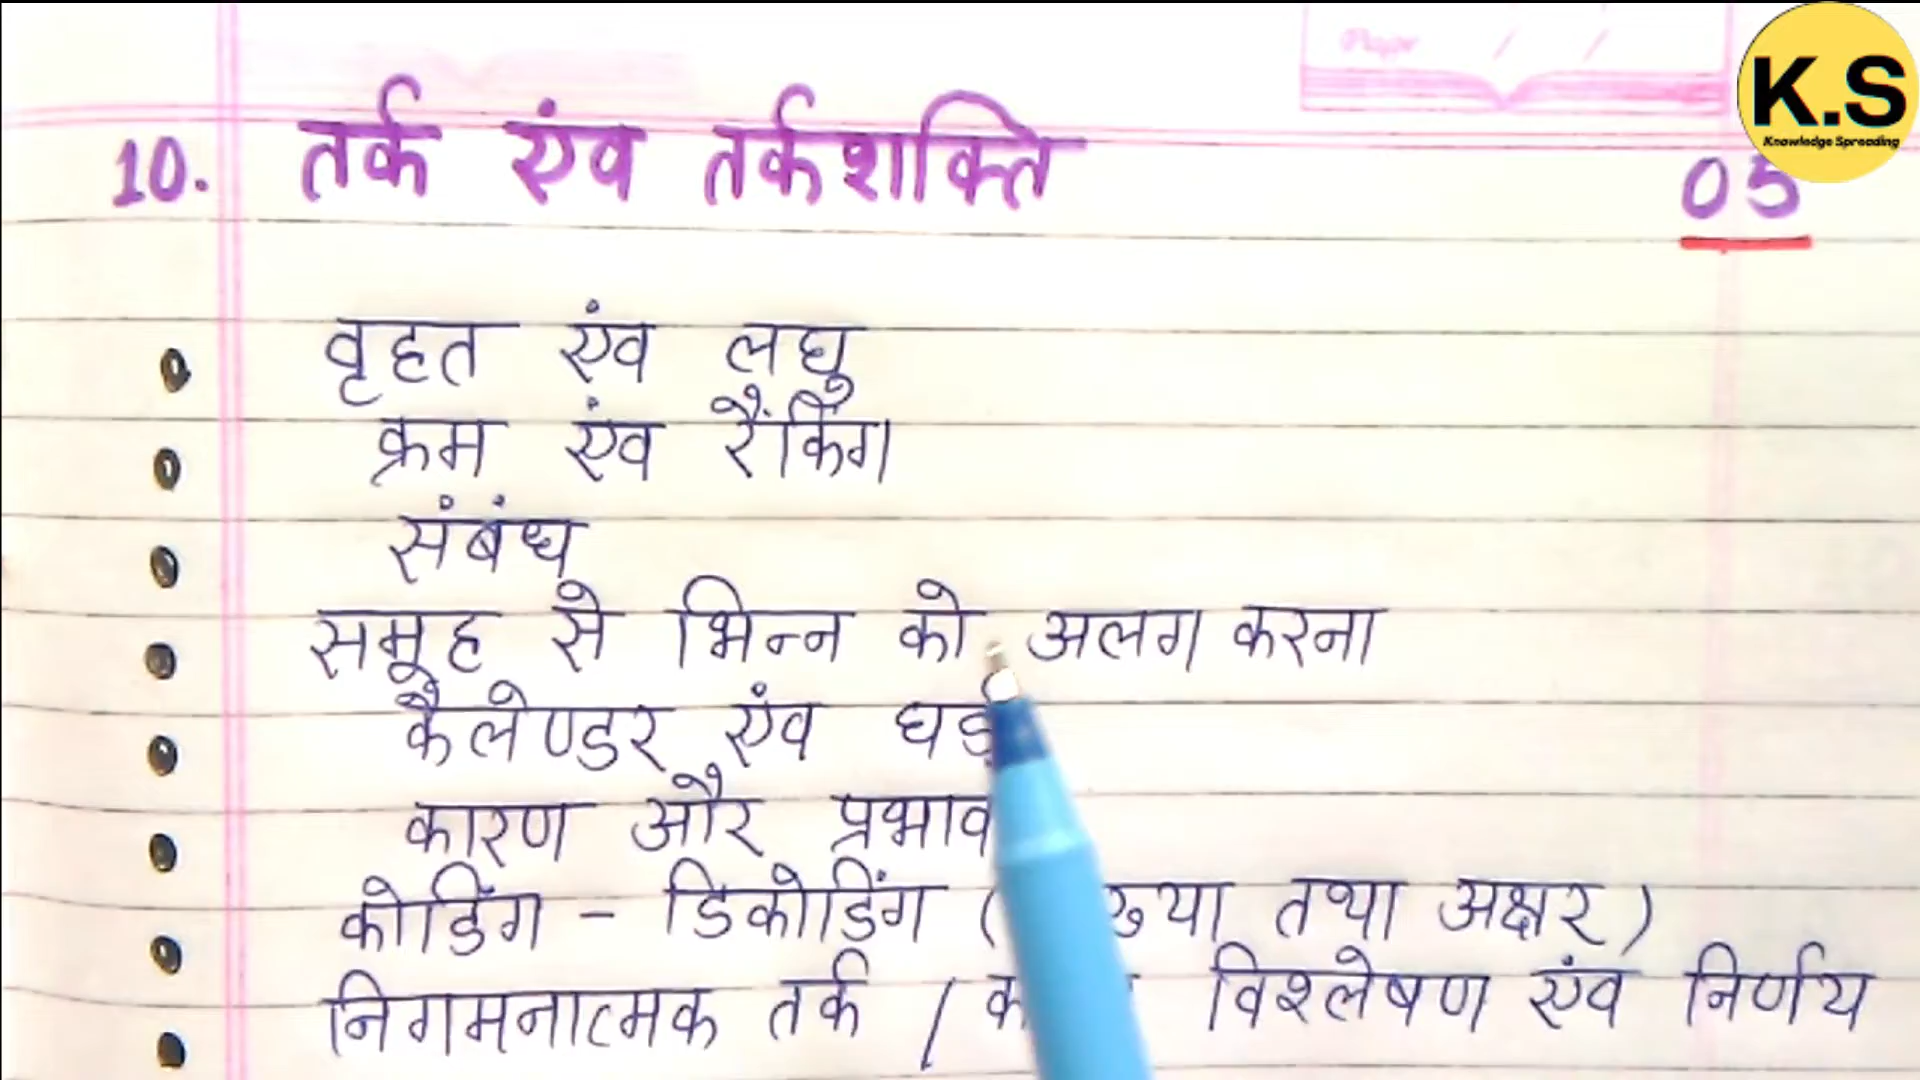 K.S
Knowledge Spreading
10. तर्क एंव तर्कशक्ति 05
वृहत एंव लघु
क्रम एंव रैंकिंग
संबंध
समूह से भिन्न को अलग करना
कैलेण्डर एंव
कारण और प्रभाव
कोडिंग - डिकोडिंग ( तथा अक्षर )
निगमनात्मक तर्क / विश्लेषण एंव निर्णय